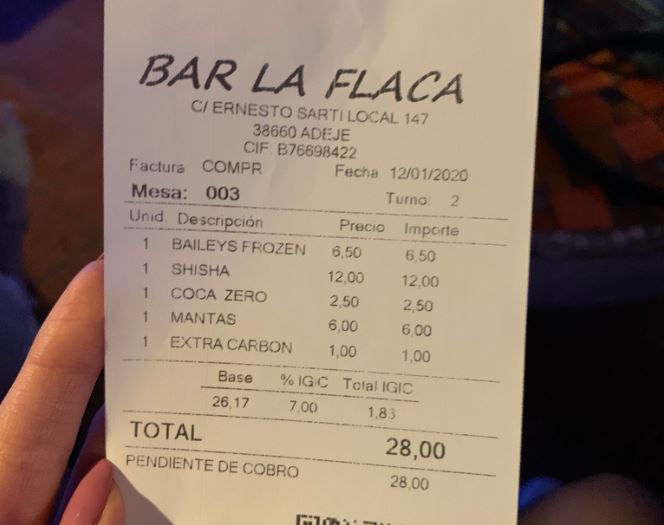 BAR LA FLACA
C/ ERNESTO SARTI LOCAL 147
38660 ADEJE
CIF: B76698422
Factura COMPR Fecha 12/01/2020
Mesa: 003 Turno: 2
Unid. Descripción Precio Importe
1 BAILEYS FROZEN 6,50 6,50
1 SHISHA 12,00 12,00
1 COCA ZERO 2,50 2,50
1 MANTAS 6,00 6,00
1 EXTRA CARBON 1,00 1,00
Base % IGIC Total IGIC
26,17 7,00 1,83
TOTAL 28,00
PENDIENTE DE COBRO 28,00